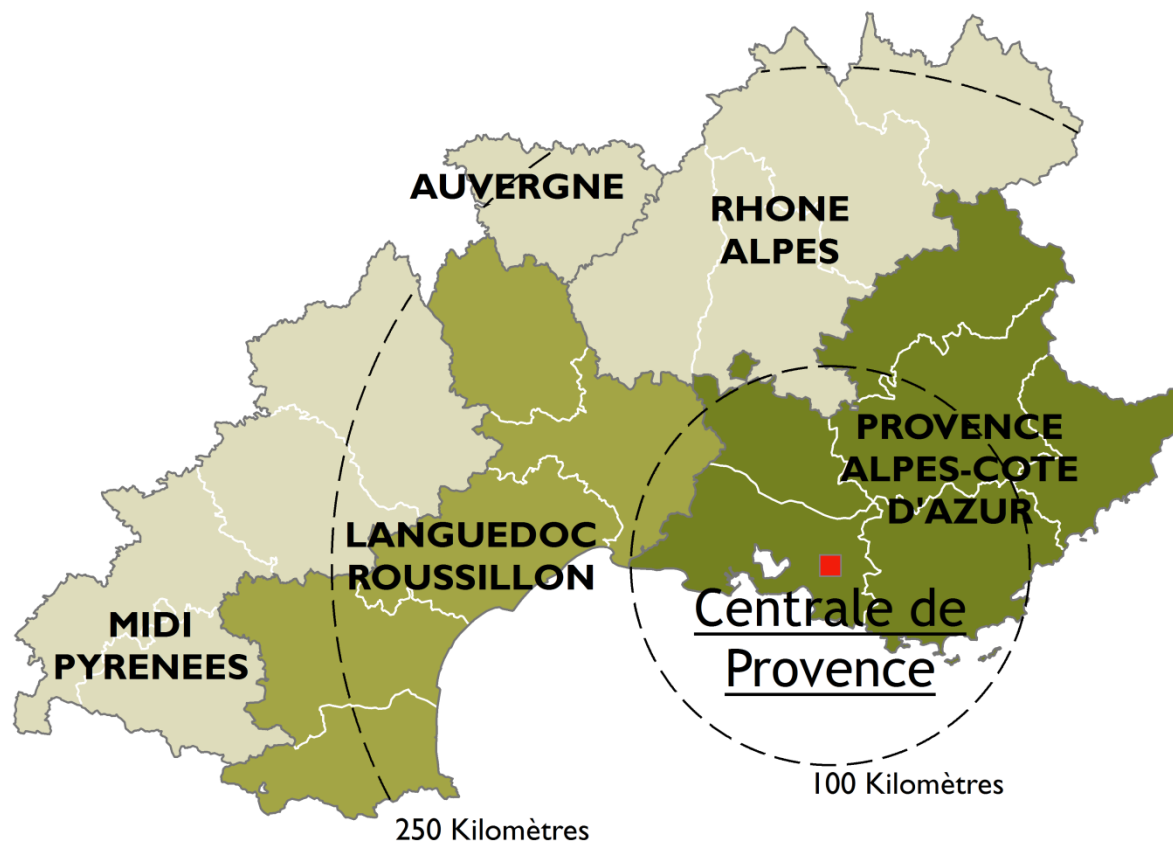 AUVERGNE
RHONE
ALPES
PROVENCE
ALPES-COTE
D'AZUR
LANGUEDOC
ROUSSILLON
MIDI
PYRENEES
Centrale de
Provence
100 Kilomètres
250 Kilomètres